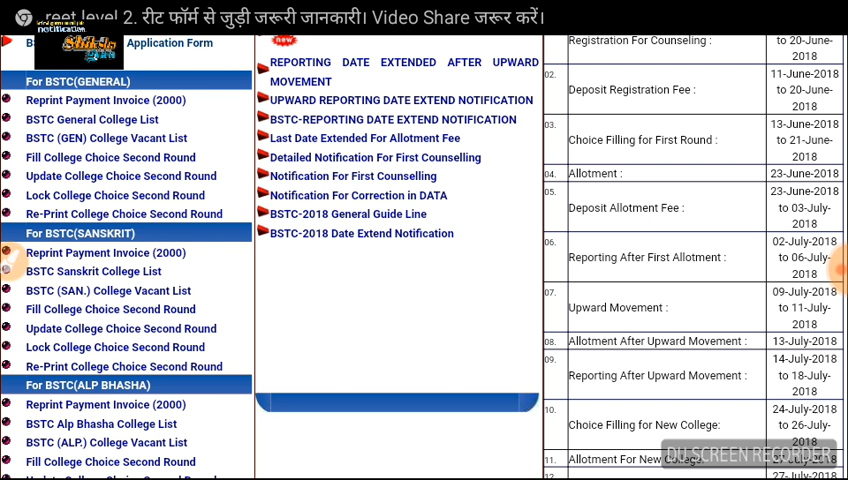 reet level 2. रीट फॉर्म से जुड़ी जरूरी जानकारी। Video Share जरूर करें।
notification
शिक्षा
Application Form
For BSTC(GENERAL)
Reprint Payment Invoice (2000)
BSTC General College List
BSTC (GEN) College Vacant List
Fill College Choice Second Round
Update College Choice Second Round
Lock College Choice Second Round
Re-Print College Choice Second Round
For BSTC(SANSKRIT)
Reprint Payment Invoice (2000)
BSTC Sanskrit College List
BSTC (SAN.) College Vacant List
Fill College Choice Second Round
Update College Choice Second Round
Lock College Choice Second Round
Re-Print College Choice Second Round
For BSTC(ALP BHASHA)
Reprint Payment Invoice (2000)
BSTC Alp Bhasha College List
BSTC (ALP.) College Vacant List
Fill College Choice Second Round
new
REPORTING DATE EXTENDED AFTER UPWARD
MOVEMENT
UPWARD REPORTING DATE EXTEND NOTIFICATION
BSTC-REPORTING DATE EXTEND NOTIFICATION
Last Date Extended For Allotment Fee
Detailed Notification For First Counselling
Notification For First Counselling
Notification For Correction in DATA
BSTC-2018 General Guide Line
BSTC-2018 Date Extend Notification
Registration For Counseling :
to 20-June-
2018
02.
Deposit Registration Fee :
11-June-2018
to 20-June-
2018
03.
Choice Filling for First Round :
13-June-2018
to 21-June-
2018
04.
Allotment :
23-June-2018
05.
Deposit Allotment Fee :
23-June-2018
to 03-July-
2018
06.
Reporting After First Allotment :
02-July-2018
to 06-July-
2018
07.
Upward Movement :
09-July-2018
to 11-July-
2018
08.
Allotment After Upward Movement :
13-July-2018
09.
Reporting After Upward Movement :
14-July-2018
to 18-July-
2018
10.
Choice Filling for New College:
24-July-2018
to 26-July-
2018
11.
Allotment For New College:
27-July-2018
12.
27-July-2018
DU SCREEN RECORDER